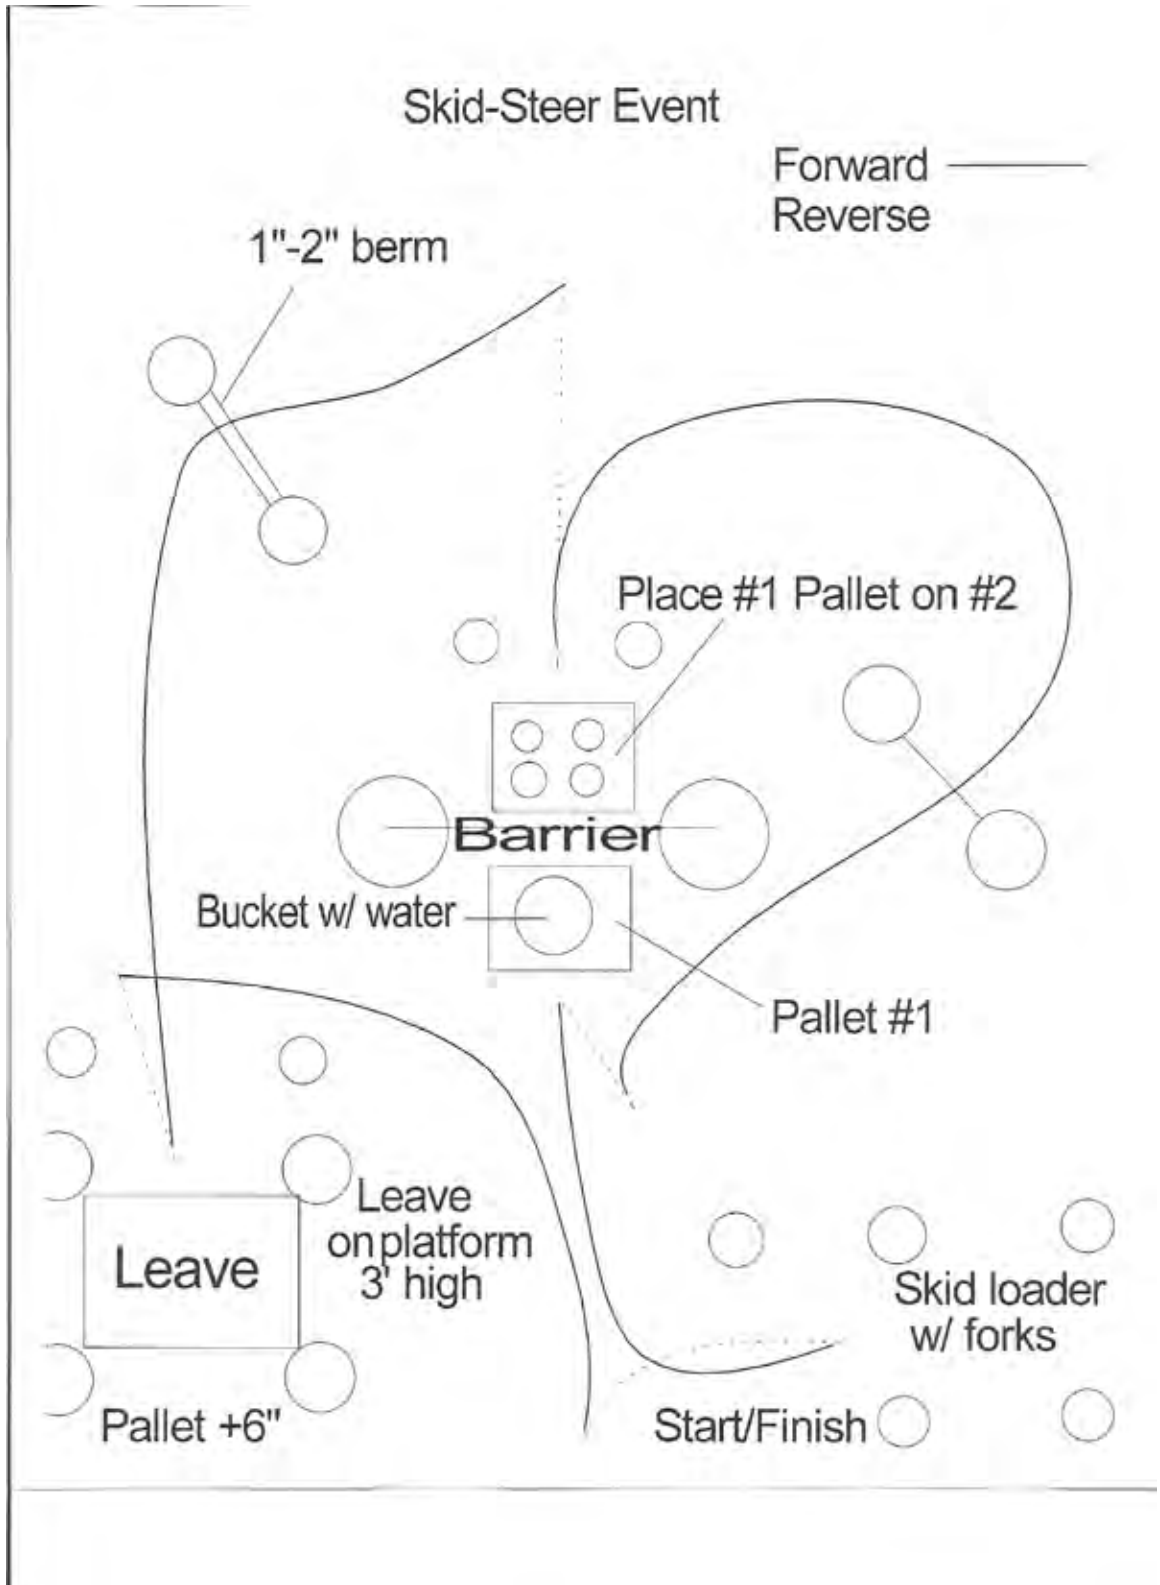 Skid-Steer Event
Forward
Reverse
1"-2" berm
Place #1 Pallet on #2
Barrier
Bucket w/ water
Pallet #1
Leave
on platform
3' high
Leave
Skid loader
w/ forks
Pallet +6"
Start/Finish